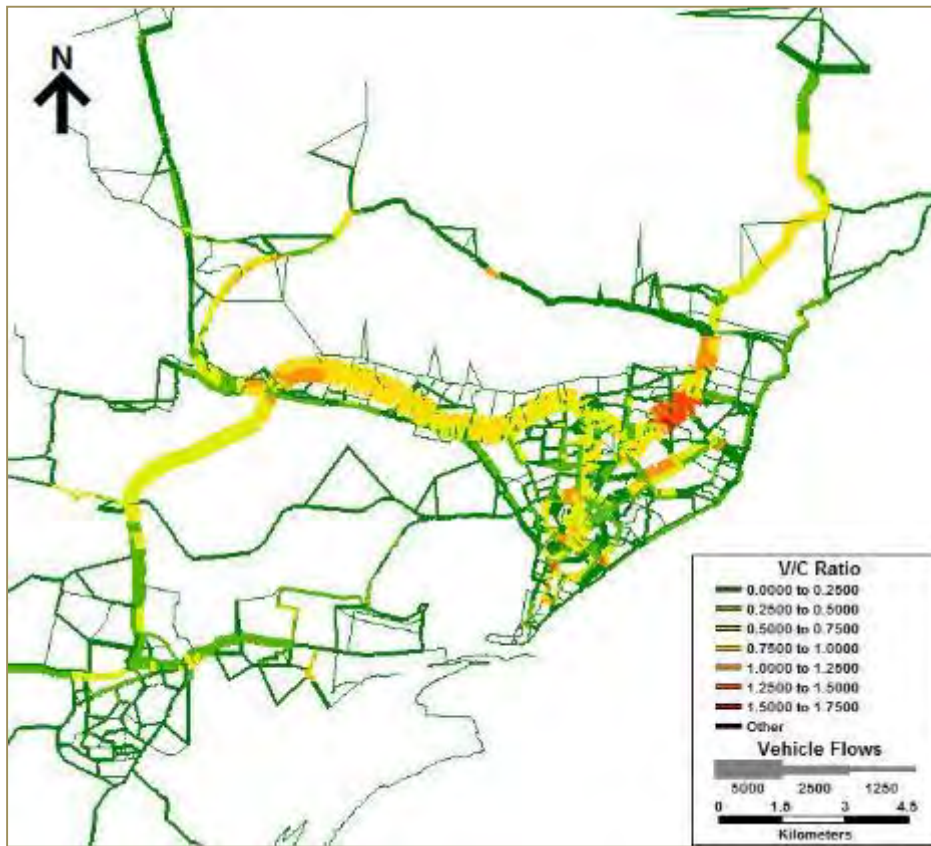 N
V/C Ratio
0.0000 to 0.2500
0.2500 to 0.5000
0.5000 to 0.7500
0.7500 to 1.0000
1.0000 to 1.2500
1.2500 to 1.5000
1.5000 to 1.7500
Other
Vehicle Flows
5000 2500 1250
0 1.5 3 4.5
Kilometers